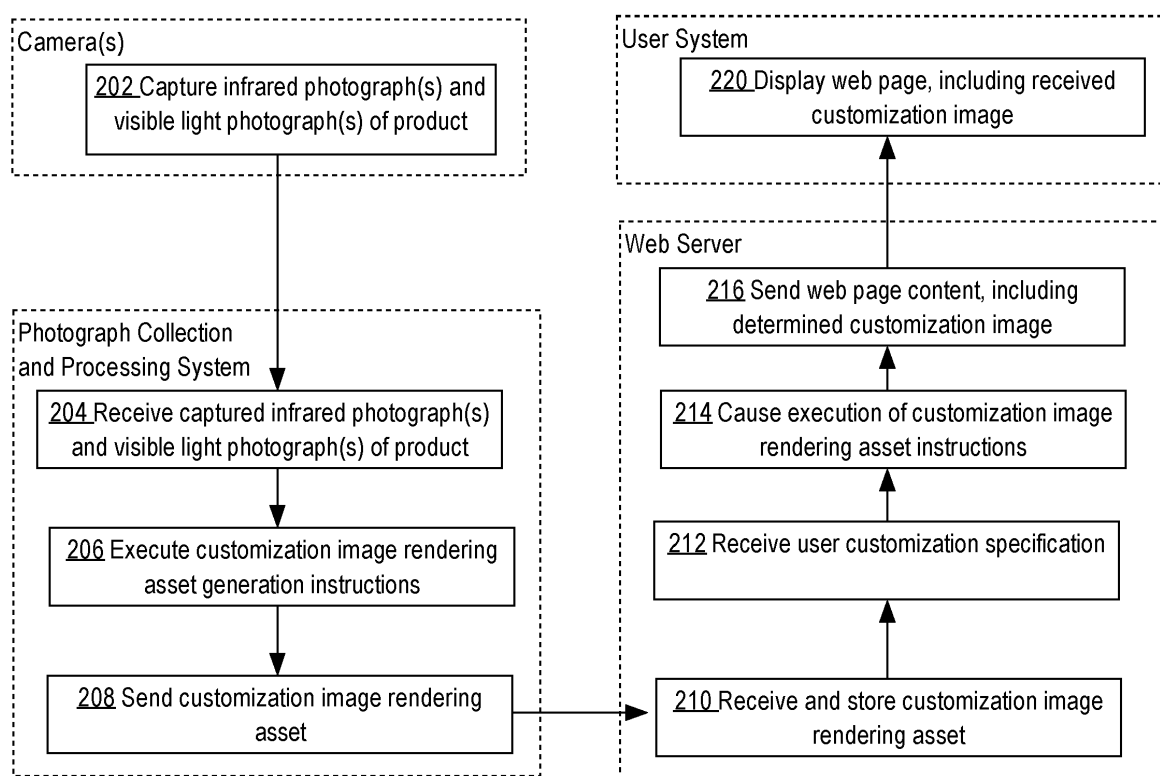 Camera(s)
202 Capture infrared photograph(s) and
visible light photograph(s) of product
Photograph Collection
and Processing System
204 Receive captured infrared photograph(s)
and visible light photograph(s) of product
206 Execute customization image rendering
asset generation instructions
208 Send customization image rendering
asset
User System
220 Display web page, including received
customization image
Web Server
216 Send web page content, including
determined customization image
214 Cause execution of customization image
rendering asset instructions
212 Receive user customization specification
210 Receive and store customization image
rendering asset